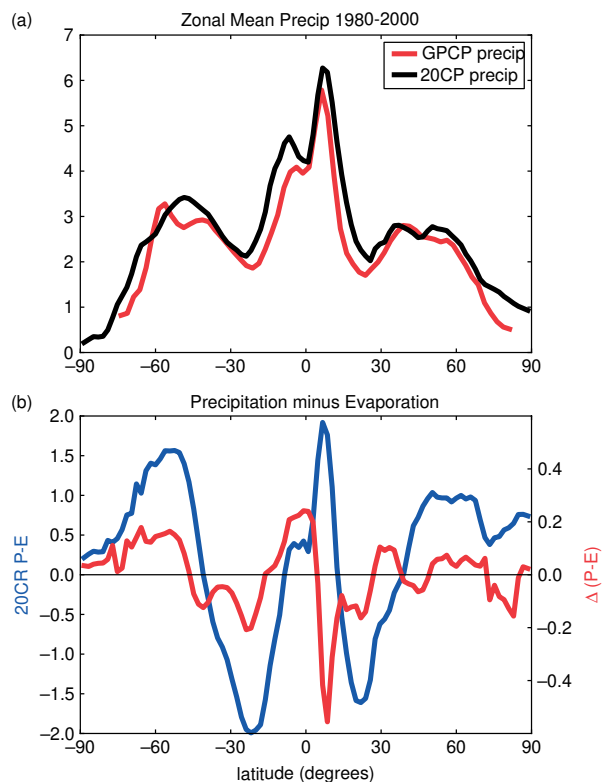 (a)
Zonal Mean Precip 1980-2000
7
6
5
4
3
2
1
0
GPCP precip
20CP precip
−90 −60 −30 0 30 60 90
(b)
Precipitation minus Evaporation
20CR P-E
2.0
1.5
1.0
0.5
0.0
−0.5
−1.0
−1.5
−2.0
0.4
0.2
0.0
−0.2
−0.4
Δ (P-E)
−90 −60 −30 0 30 60 90
latitude (degrees)